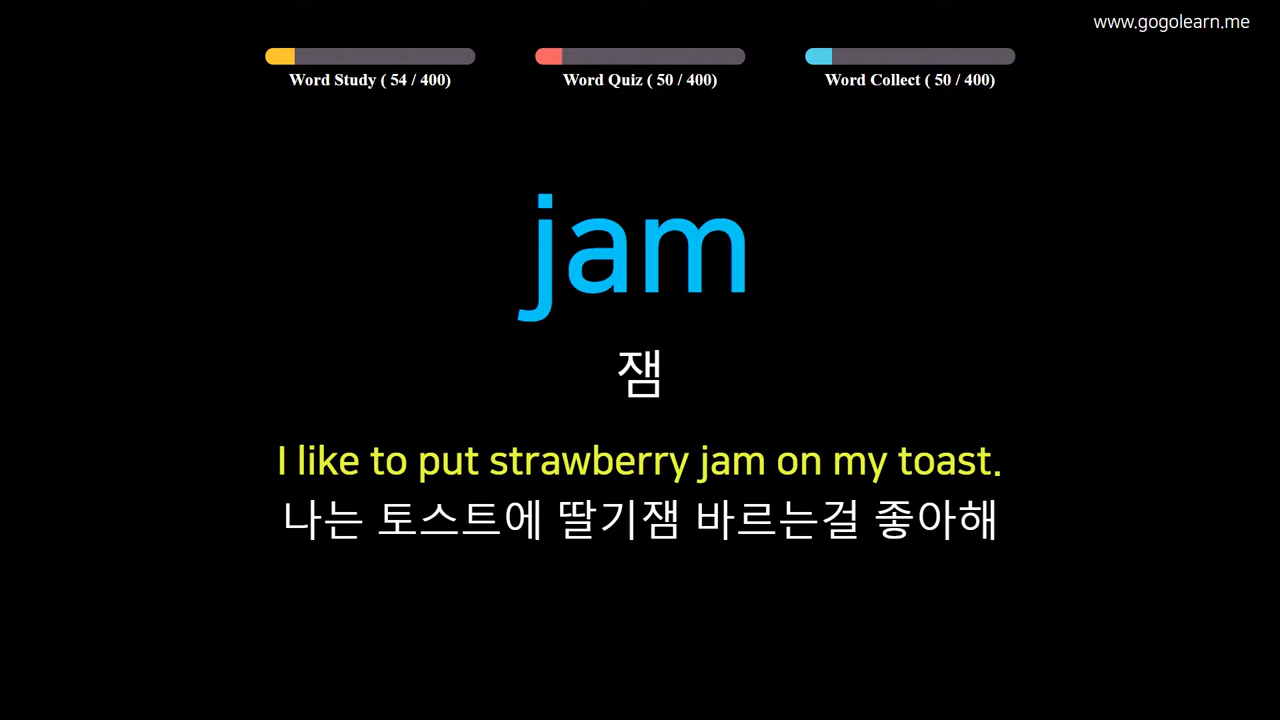 www.gogolearn.me
Word Study ( 54 / 400)
Word Quiz ( 50 / 400)
Word Collect ( 50 / 400)
jam
잼
I like to put strawberry jam on my toast.
나는 토스트에 딸기잼 바르는걸 좋아해